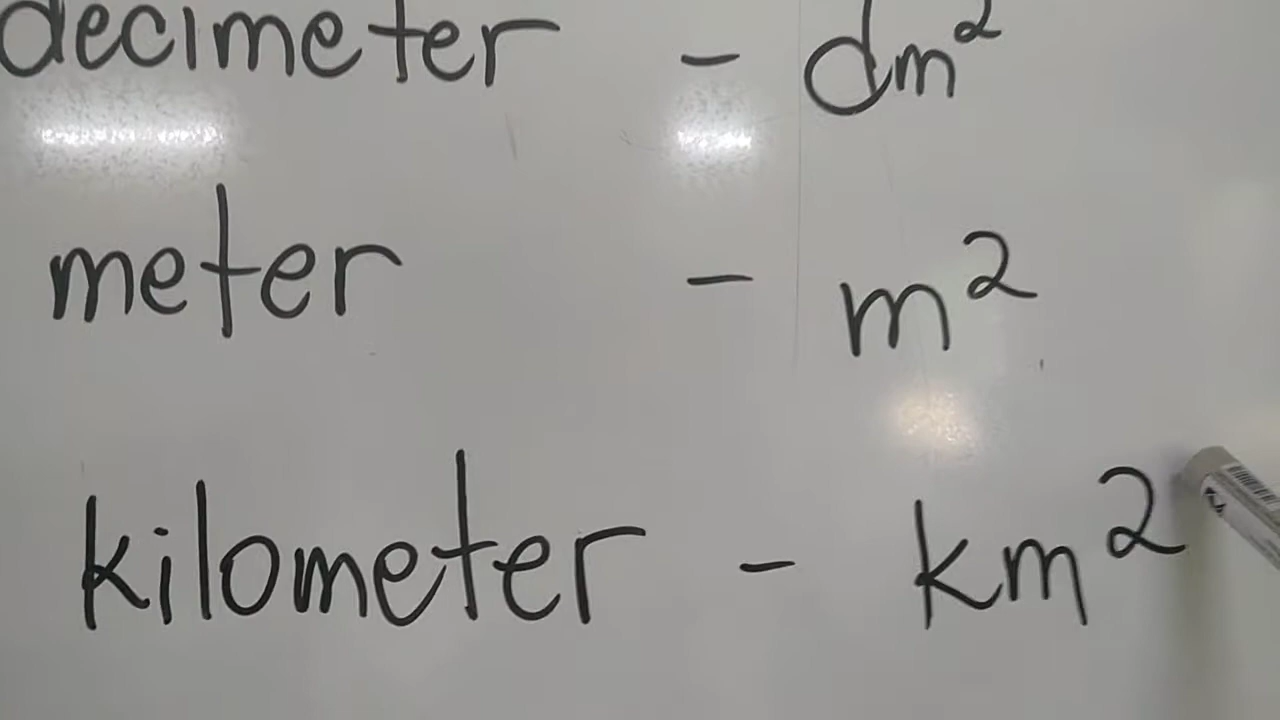 decimeter - dm²
meter - m²
kilometer - km²